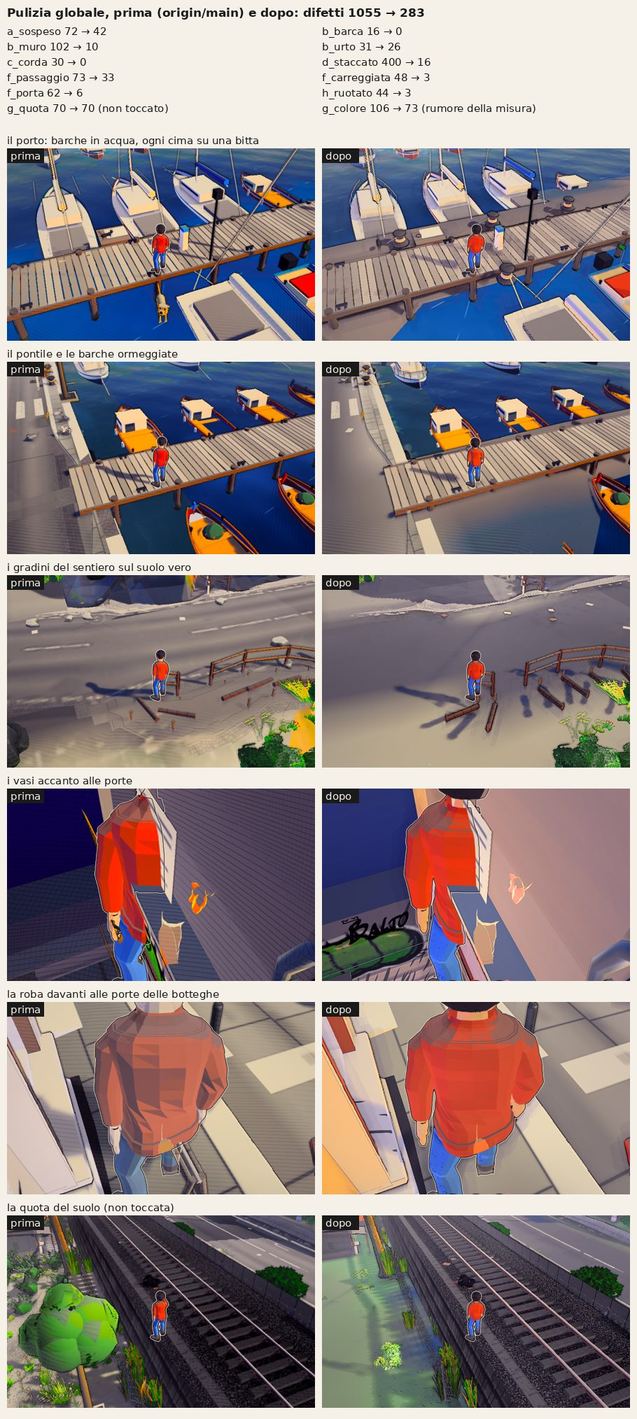 Pulizia globale, prima (origin/main) e dopo: difetti 1055 → 283
a_sospeso 72 → 42
b_barca 16 → 0
b_muro 102 → 10
b_urto 31 → 26
c_corda 30 → 0
d_staccato 400 → 16
f_passaggio 73 → 33
f_carreggiata 48 → 3
f_porta 62 → 6
h_ruotato 44 → 3
g_quota 70 → 70 (non toccato)
g_colore 106 → 73 (rumore della misura)
il porto: barche in acqua, ogni cima su una bitta
prima
dopo
il pontile e le barche ormeggiate
prima
dopo
i gradini del sentiero sul suolo vero
prima
dopo
i vasi accanto alle porte
prima
dopo
la roba davanti alle porte delle botteghe
prima
dopo
la quota del suolo (non toccata)
prima
dopo